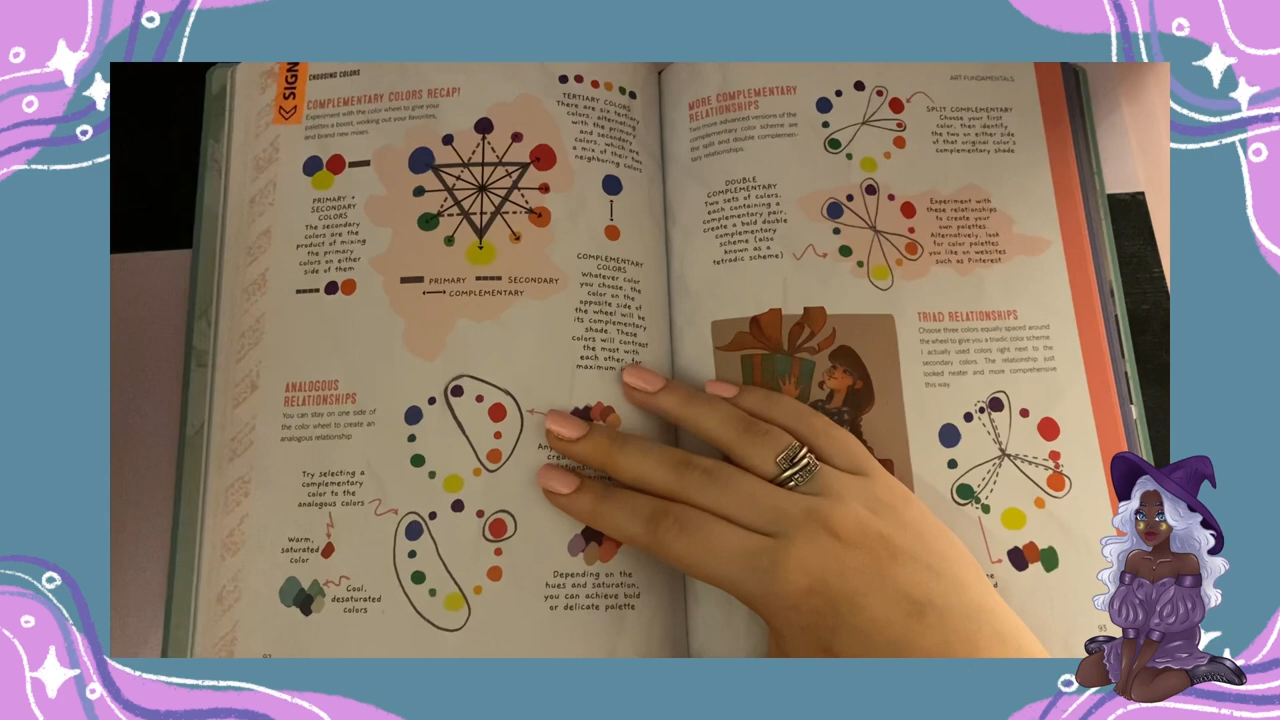 SIGN
CHOOSING COLORS
COMPLEMENTARY COLORS RECAP!
Experiment with the color wheel to give your
palettes a boost, working out your favorites,
and brand new mixes.
PRIMARY +
SECONDARY
COLORS
The secondary
colors are the
product of mixing
the primary
colors on either
side of them
PRIMARY
SECONDARY
COMPLEMENTARY
TERTIARY COLORS
There are six tertiary
colors, alternating
with the primary
and secondary
colors, which are
a mix of their two
neighboring colors
COMPLEMENTARY
COLORS
Whatever color
you choose, the
color on the
opposite side of
the wheel will be
its complementary
shade. These
colors will contrast
the most with
each other, for
maximum
ANALOGOUS
RELATIONSHIPS
You can stay on one side of
the color wheel to create an
analogous relationship
Try selecting a
complementary
color to the
analogous colors
Warm,
saturated
color
Cool,
desaturated
colors
Depending on the
hues and saturation,
you can achieve bold
or delicate palette
92
ART FUNDAMENTALS
MORE COMPLEMENTARY
RELATIONSHIPS
Two more advanced versions of the
complementary color scheme are
the split and double complemen-
tary relationships.
SPLIT COMPLEMENTARY
Choose your first
color, then identify
the two on either side
of that original color's
complementary shade
DOUBLE
COMPLEMENTARY
Two sets of colors,
each containing a
complementary pair,
create a bold double
complementary
scheme (also
known as a
tetradic scheme)
Experiment with
these relationships
to create your
own palettes.
Alternatively, look
for color palettes
you like on websites
such as Pinterest.
TRIAD RELATIONSHIPS
Choose three colors equally spaced around
the wheel to give you a triadic color scheme.
I actually used colors right next to the
looked neater and more comprehensive
this way.
93